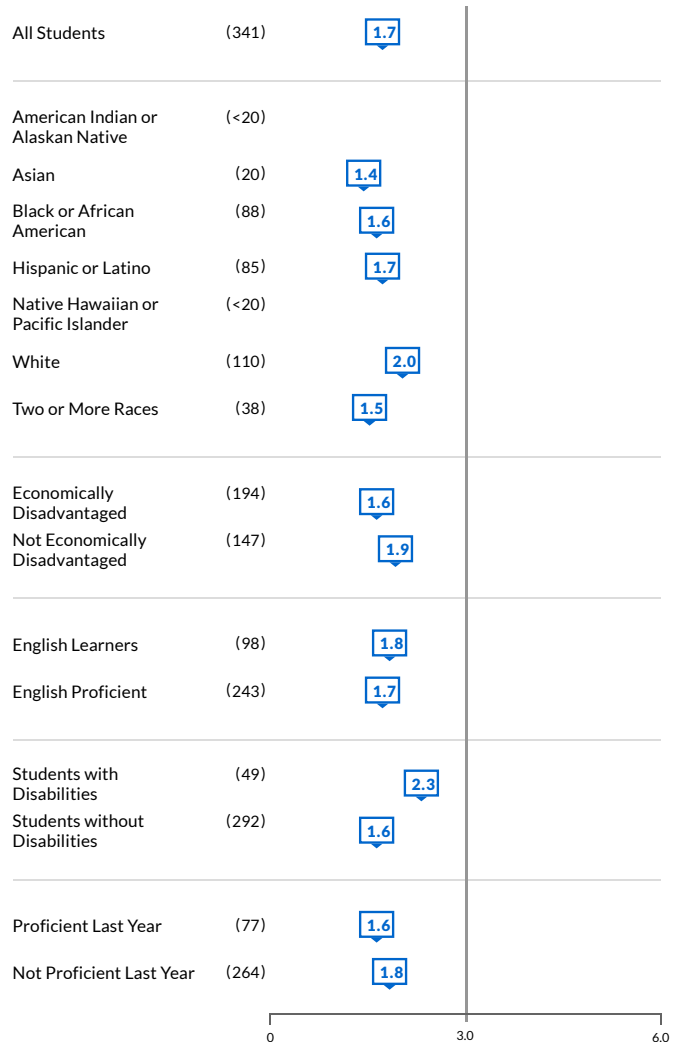 All Students (341) 1.7
American Indian or (<20)
Alaskan Native
Asian (20) 1.4
Black or African (88) 1.6
American
Hispanic or Latino (85) 1.7
Native Hawaiian or (<20)
Pacific Islander
White (110) 2.0
Two or More Races (38) 1.5
Economically (194) 1.6
Disadvantaged
Not Economically (147) 1.9
Disadvantaged
English Learners (98) 1.8
English Proficient (243) 1.7
Students with (49) 2.3
Disabilities
Students without (292) 1.6
Disabilities
Proficient Last Year (77) 1.6
Not Proficient Last Year (264) 1.8
0 3.0 6.0